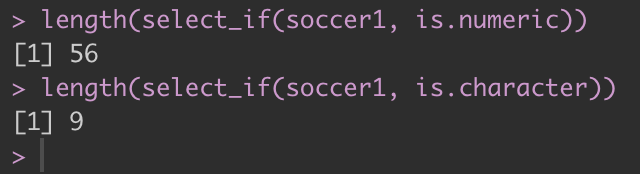 > length(select_if(soccer1, is.numeric))
[1] 56
> length(select_if(soccer1, is.character))
[1] 9
>